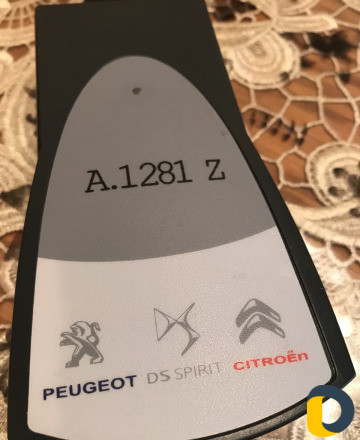 A.1281 Z
PEUGEOT DS SPIRIT CITROËn